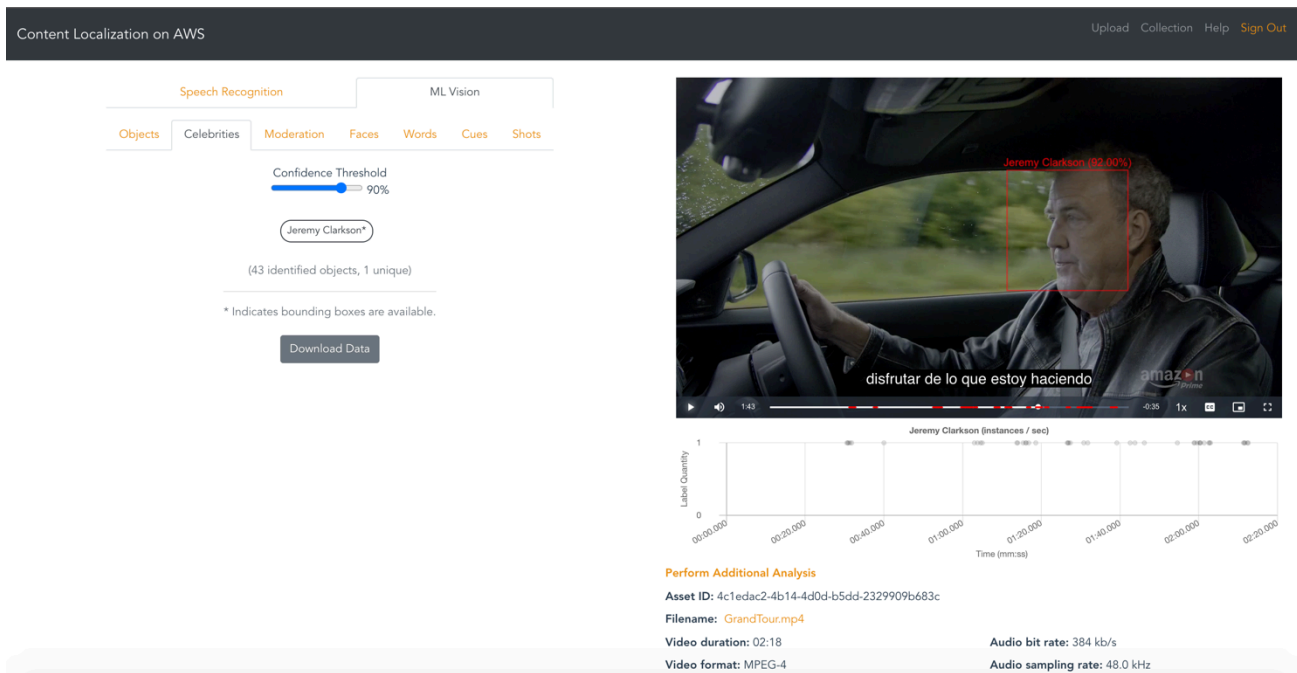 Content Localization on AWS
Upload Collection Help Sign Out
Speech Recognition ML Vision
Objects Celebrities Moderation Faces Words Cues Shots
Confidence Threshold
90%
Jeremy Clarkson*
(43 identified objects, 1 unique)
* Indicates bounding boxes are available.
Download Data
Jeremy Clarkson (92.00%)
disfrutar de lo que estoy haciendo
amazon
Prime
1:43 -0:35 1x CC
Jeremy Clarkson (instances / sec)
1
Label Quantity
0
00:00.000 00:20.000 00:40.000 01:00.000 01:20.000 01:40.000 02:00.000 02:20.000
Time (mm:ss)
Perform Additional Analysis
Asset ID: 4c1edac2-4b14-4d0d-b5dd-2329909b683c
Filename: GrandTour.mp4
Video duration: 02:18 Audio bit rate: 384 kb/s
Video format: MPEG-4 Audio sampling rate: 48.0 kHz